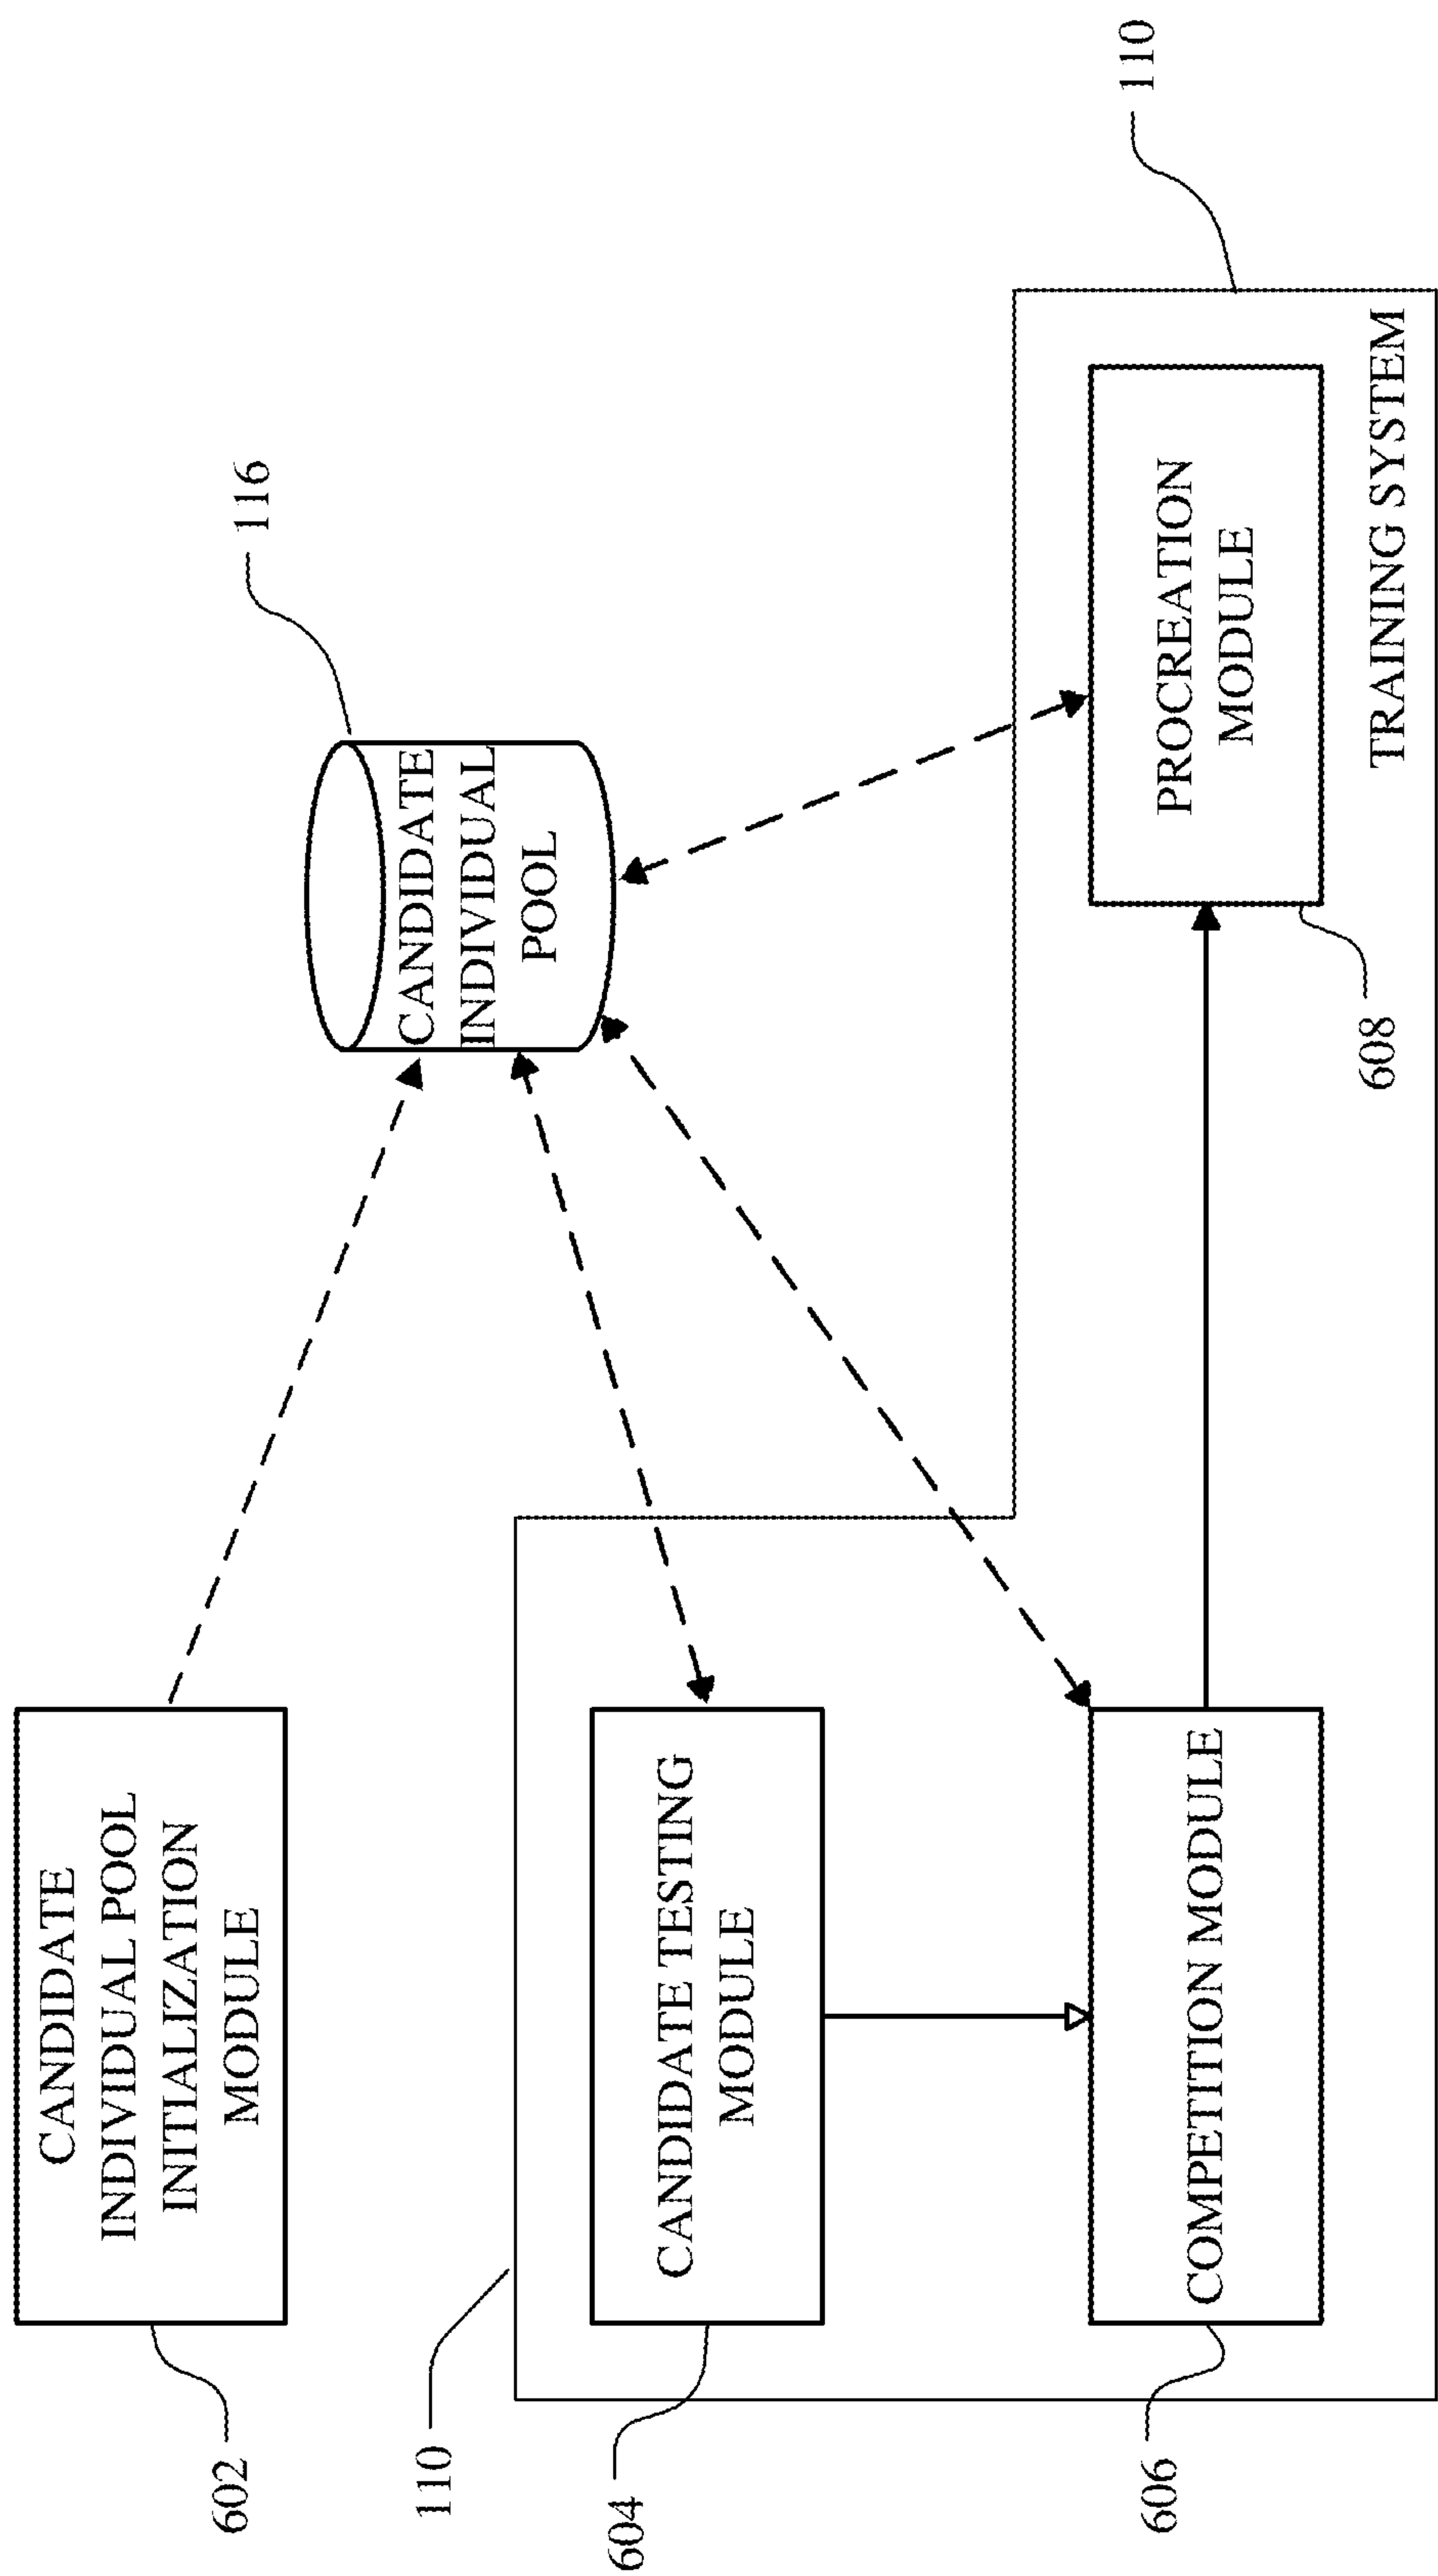 602
CANDIDATE
INDIVIDUAL POOL
INITIALIZATION
MODULE
116
CANDIDATE
INDIVIDUAL
POOL
110
604
CANDIDATE TESTING
MODULE
110
606
COMPETITION MODULE
608
PROCREATION
MODULE
TRAINING SYSTEM